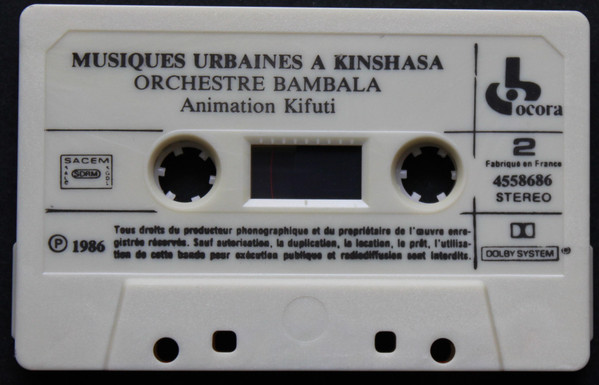 MUSIQUES URBAINES A KINSHASA
ORCHESTRE BAMBALA
Animation Kifuti
ocora
2
Fabriqué en France
4558686
STEREO
SACEM
SDRM
Tous droits du producteur phonographique et du propriétaire de l'œuvre enre-
gistrée réservés. Sauf autorisation, la duplication, la location, le prêt, l'utilisa-
tion de cette bande pour exécution publique et radiodiffusion sont interdits.
℗ 1986
DOLBY SYSTEM